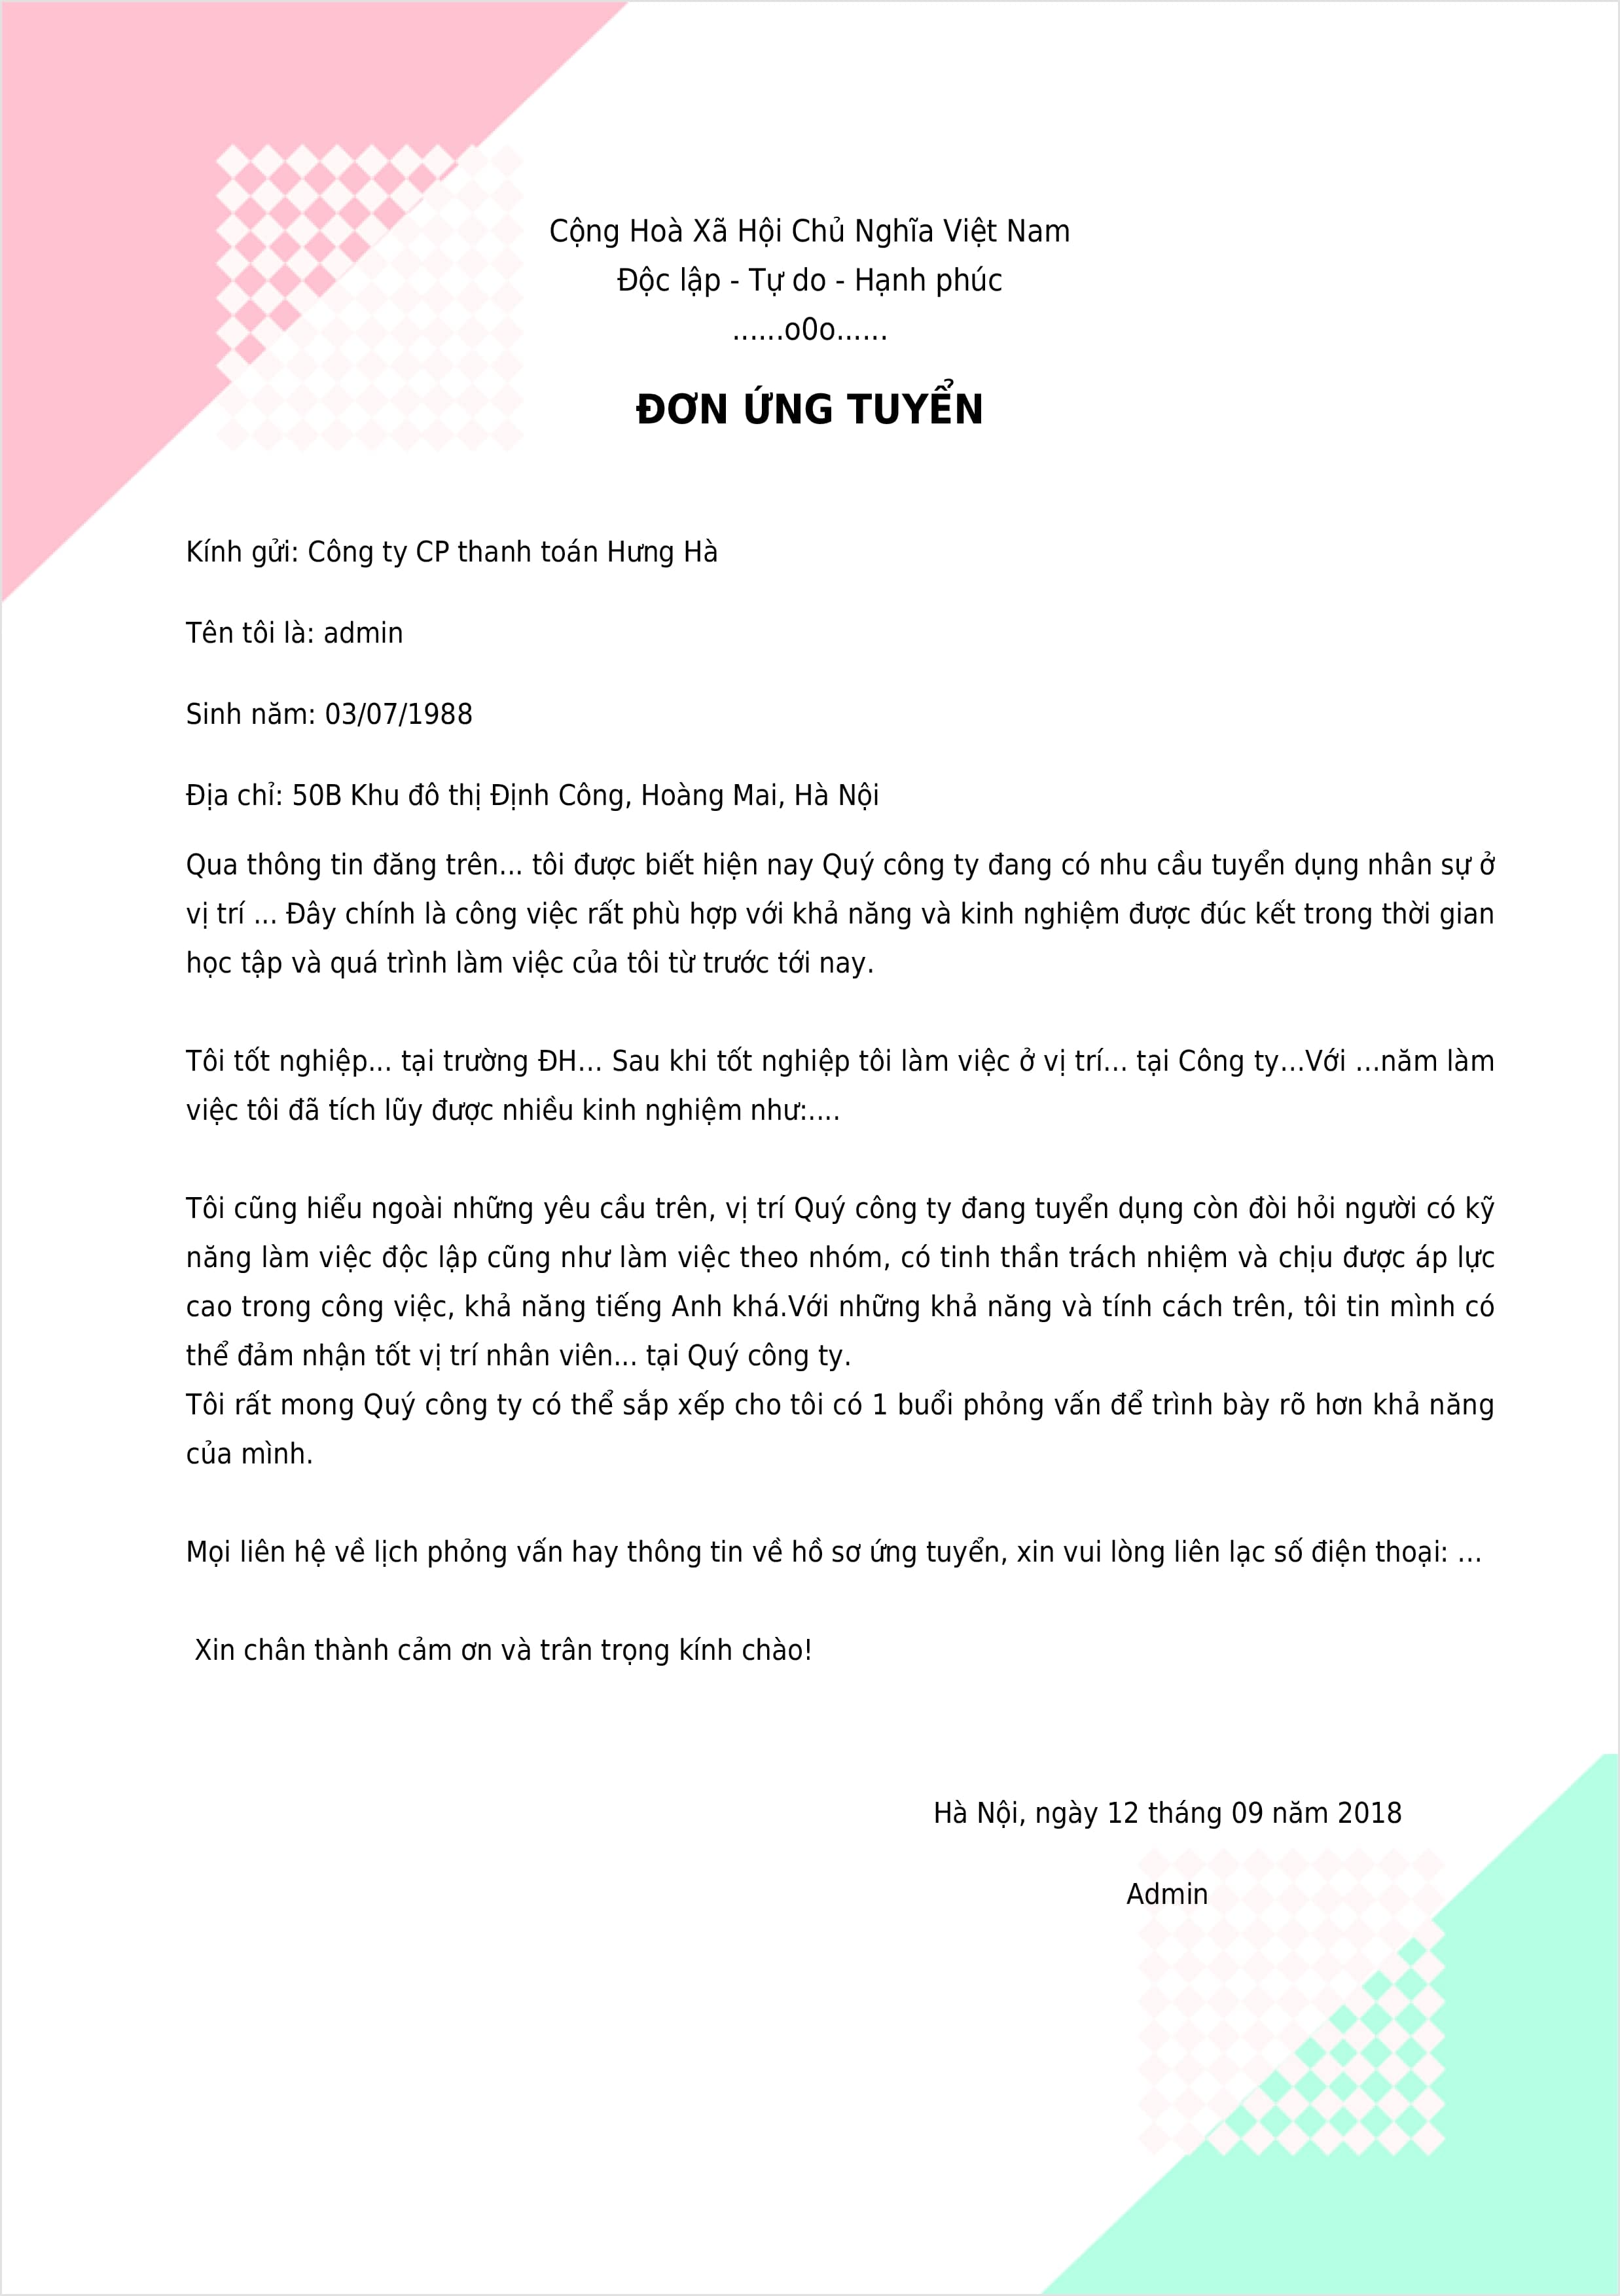 Cộng Hoà Xã Hội Chủ Nghĩa Việt Nam
Độc lập - Tự do - Hạnh phúc
......o0o......
ĐƠN ỨNG TUYỂN
Kính gửi: Công ty CP thanh toán Hưng Hà
Tên tôi là: admin
Sinh năm: 03/07/1988
Địa chỉ: 50B Khu đô thị Định Công, Hoàng Mai, Hà Nội
Qua thông tin đăng trên... tôi được biết hiện nay Quý công ty đang có nhu cầu tuyển dụng nhân sự ở
vị trí ... Đây chính là công việc rất phù hợp với khả năng và kinh nghiệm được đúc kết trong thời gian
học tập và quá trình làm việc của tôi từ trước tới nay.
Tôi tốt nghiệp... tại trường ĐH... Sau khi tốt nghiệp tôi làm việc ở vị trí... tại Công ty...Với ...năm làm
việc tôi đã tích lũy được nhiều kinh nghiệm như:....
Tôi cũng hiểu ngoài những yêu cầu trên, vị trí Quý công ty đang tuyển dụng còn đòi hỏi người có kỹ
năng làm việc độc lập cũng như làm việc theo nhóm, có tinh thần trách nhiệm và chịu được áp lực
cao trong công việc, khả năng tiếng Anh khá.Với những khả năng và tính cách trên, tôi tin mình có
thể đảm nhận tốt vị trí nhân viên... tại Quý công ty.
Tôi rất mong Quý công ty có thể sắp xếp cho tôi có 1 buổi phỏng vấn để trình bày rõ hơn khả năng
của mình.
Mọi liên hệ về lịch phỏng vấn hay thông tin về hồ sơ ứng tuyển, xin vui lòng liên lạc số điện thoại: ...
Xin chân thành cảm ơn và trân trọng kính chào!
Hà Nội, ngày 12 tháng 09 năm 2018
Admin